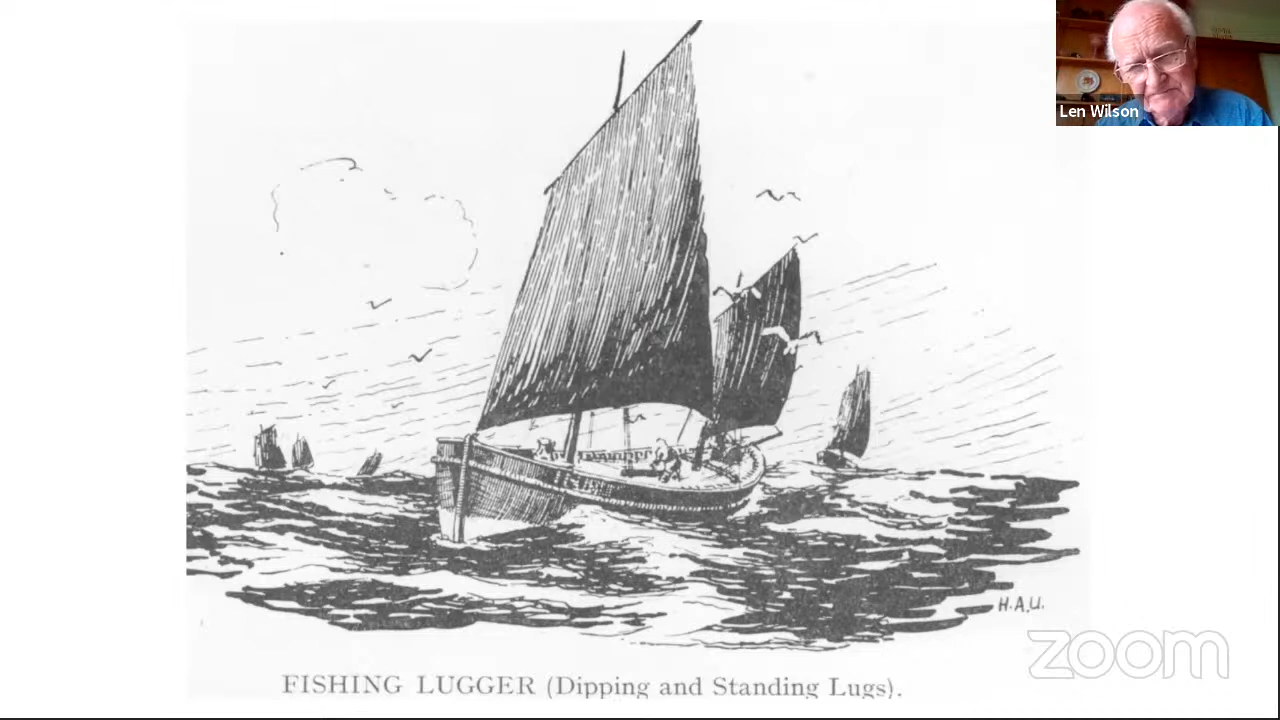 Len Wilson
H.A.U.
zoom
FISHING LUGGER (Dipping and Standing Lugs).